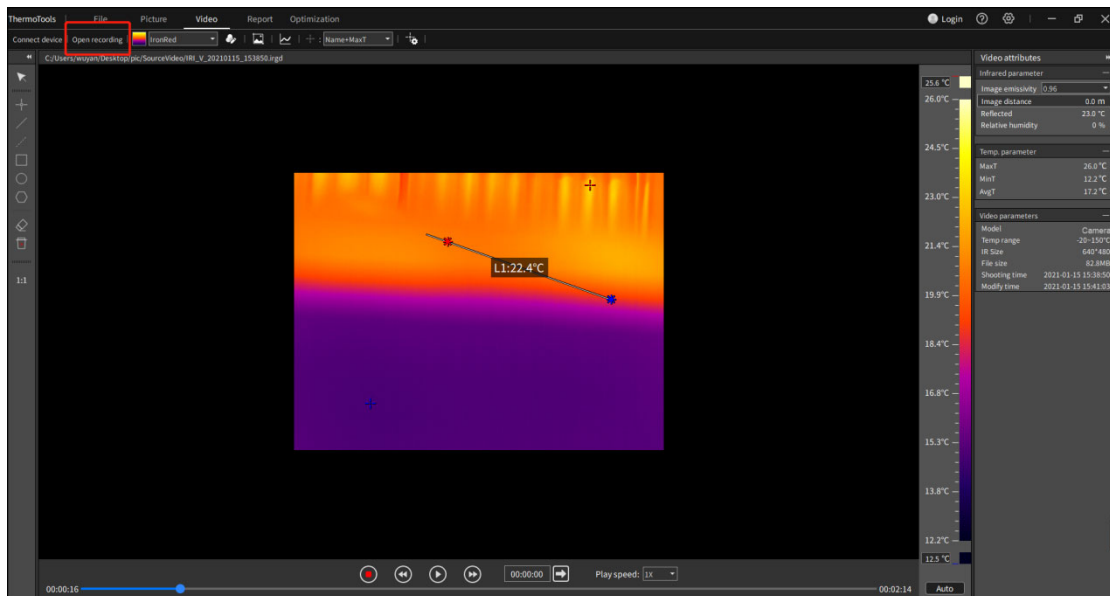 ThermoTools File Picture Video Report Optimization Login
Connect device Open recording IronRed : Name+MaxT
C:/Users/wuyan/Desktop/pic/SourceVideo/IRI_V_20210115_153850.irgd
Video attributes
Infrared parameter
Image emissivity 0.96
Image distance 0.0 m
Reflected 23.0 °C
Relative humidity 0 %
Temp. parameter
MaxT 26.0°C
MinT 12.2°C
AvgT 17.2°C
Video parameters
Model Camera
Temp range -20~150°C
IR Size 640*480
File size 82.8MB
Shooting time 2021-01-15 15:38:50
Modify time 2021-01-15 15:41:03
25.6 °C
26.0°C
24.5°C
23.0°C
21.4°C
19.9°C
18.4°C
16.8°C
15.3°C
13.8°C
12.2°C
12.5 °C
Auto
1:1
L1:22.4°C
00:00:00 Play speed: 1X
00:00:16 00:02:14